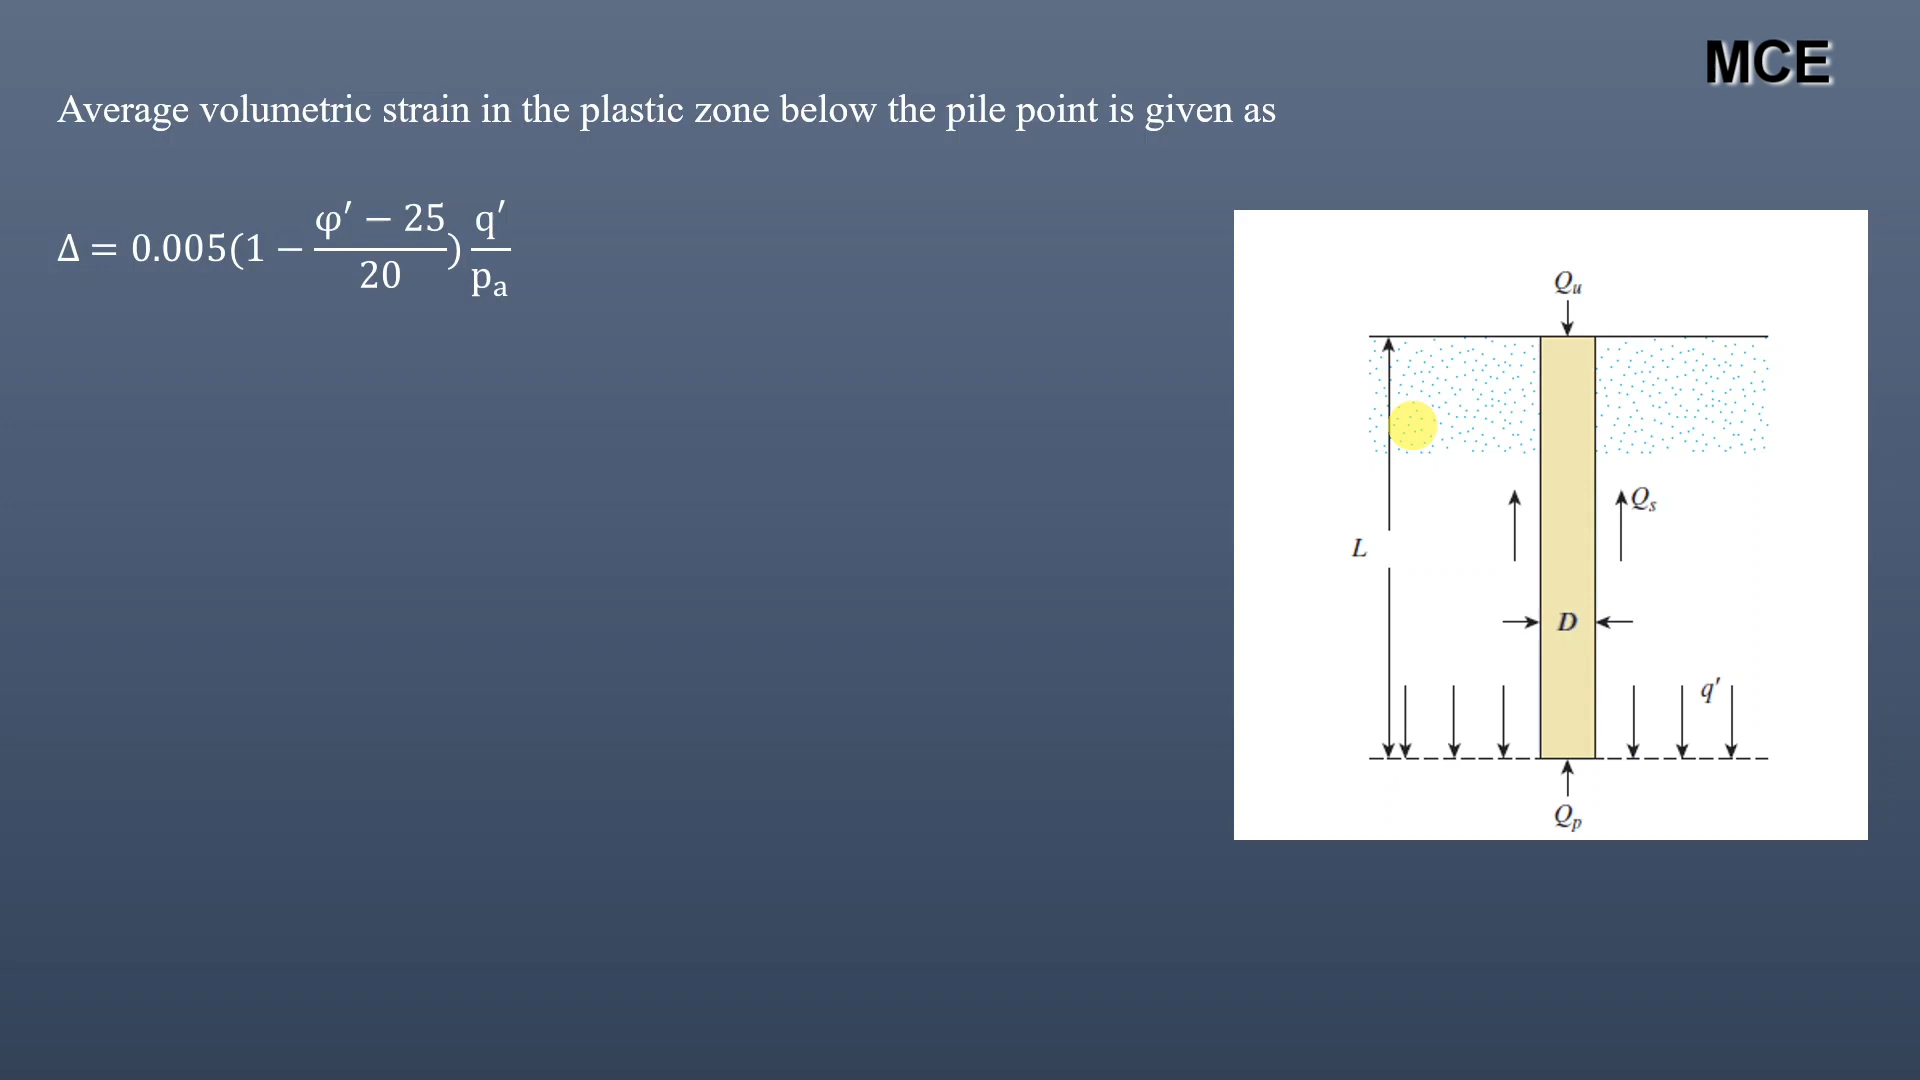 MCE
Average volumetric strain in the plastic zone below the pile point is given as
Δ = 0.005(1 − (φ′ − 25)/20) q′/pₐ
Qu
Qs
L
D
q′
Qp